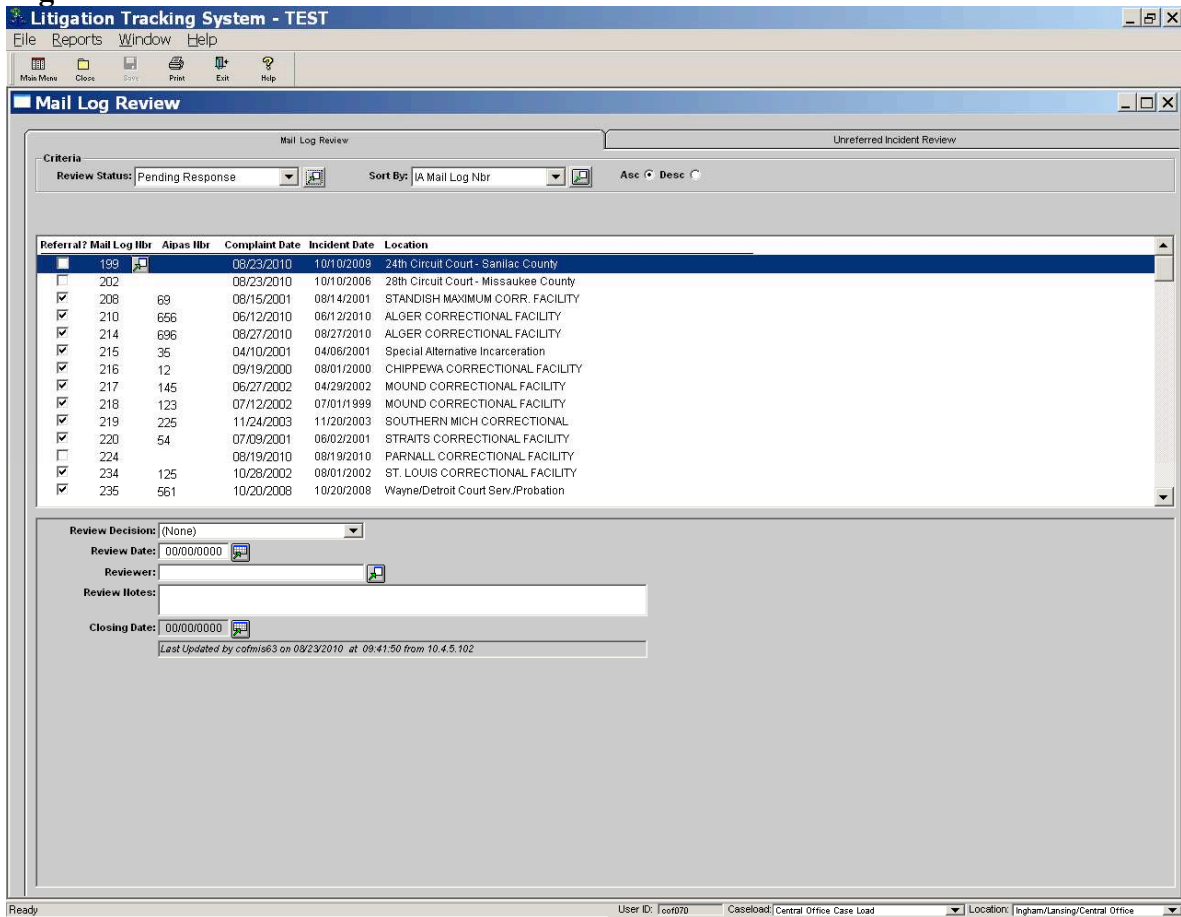 Litigation Tracking System - TEST
File Reports Window Help
Main Menu Close Save Print Exit Help
Mail Log Review
Mail Log Review Unreferred Incident Review
Criteria
Review Status: Pending Response Sort By: IA Mail Log Nbr Asc Desc
Referral? Mail Log Nbr Aipas Nbr Complaint Date Incident Date Location
199 08/23/2010 10/10/2009 24th Circuit Court - Sanilac County
202 08/23/2010 10/10/2006 28th Circuit Court - Missaukee County
208 69 08/15/2001 08/14/2001 STANDISH MAXIMUM CORR. FACILITY
210 656 06/12/2010 06/12/2010 ALGER CORRECTIONAL FACILITY
214 696 08/27/2010 08/27/2010 ALGER CORRECTIONAL FACILITY
215 35 04/10/2001 04/06/2001 Special Alternative Incarceration
216 12 09/19/2000 08/01/2000 CHIPPEWA CORRECTIONAL FACILITY
217 145 06/27/2002 04/29/2002 MOUND CORRECTIONAL FACILITY
218 123 07/12/2002 07/01/1999 MOUND CORRECTIONAL FACILITY
219 225 11/24/2003 11/20/2003 SOUTHERN MICH CORRECTIONAL
220 54 07/09/2001 06/02/2001 STRAITS CORRECTIONAL FACILITY
224 08/19/2010 08/19/2010 PARNALL CORRECTIONAL FACILITY
234 125 10/28/2002 08/01/2002 ST. LOUIS CORRECTIONAL FACILITY
235 561 10/20/2008 10/20/2008 Wayne/Detroit Court Serv./Probation
Review Decision: (None)
Review Date: 00/00/0000
Reviewer:
Review Notes:
Closing Date: 00/00/0000
Last Updated by cofmis63 on 08/23/2010 at 09:41:50 from 10.4.5.102
Ready User ID: cof070 Caseload: Central Office Case Load Location: Ingham/Lansing/Central Office